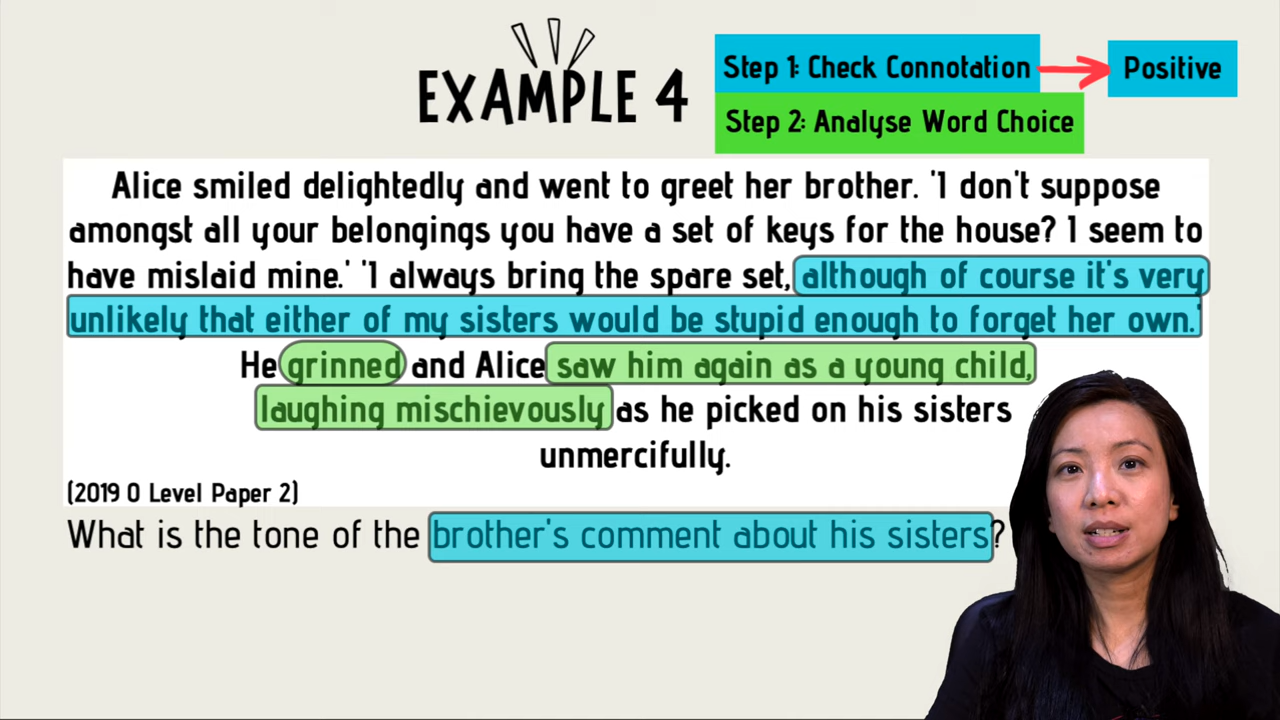 EXAMPLE 4
Step 1: Check Connotation
Positive
Step 2: Analyse Word Choice
Alice smiled delightedly and went to greet her brother. 'I don't suppose
amongst all your belongings you have a set of keys for the house? I seem to
have mislaid mine.' 'I always bring the spare set, although of course it's very
unlikely that either of my sisters would be stupid enough to forget her own.'
He grinned and Alice saw him again as a young child,
laughing mischievously as he picked on his sisters
unmercifully.
(2019 O Level Paper 2)
What is the tone of the brother's comment about his sisters?